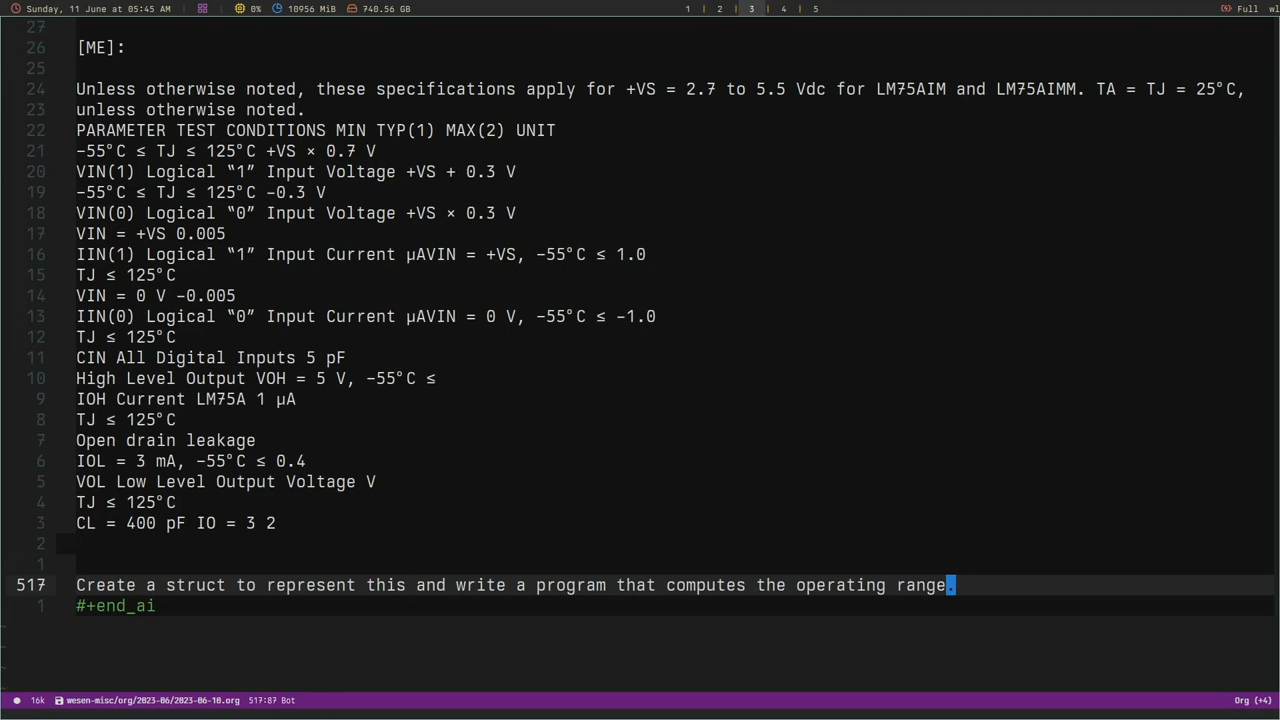 Sunday, 11 June at 05:45 AM 0% 10956 MiB 740.56 GB 1 | 2 | 3 | 4 | 5 Full wl
27
26 [ME]:
25
24 Unless otherwise noted, these specifications apply for +VS = 2.7 to 5.5 Vdc for LM75AIM and LM75AIMM. TA = TJ = 25°C,
23 unless otherwise noted.
22 PARAMETER TEST CONDITIONS MIN TYP(1) MAX(2) UNIT
21 −55°C ≤ TJ ≤ 125°C +VS × 0.7 V
20 VIN(1) Logical “1” Input Voltage +VS + 0.3 V
19 −55°C ≤ TJ ≤ 125°C −0.3 V
18 VIN(0) Logical “0” Input Voltage +VS × 0.3 V
17 VIN = +VS 0.005
16 IIN(1) Logical “1” Input Current µAVIN = +VS, −55°C ≤ 1.0
15 TJ ≤ 125°C
14 VIN = 0 V −0.005
13 IIN(0) Logical “0” Input Current µAVIN = 0 V, −55°C ≤ −1.0
12 TJ ≤ 125°C
11 CIN All Digital Inputs 5 pF
10 High Level Output VOH = 5 V, −55°C ≤
9 IOH Current LM75A 1 µA
8 TJ ≤ 125°C
7 Open drain leakage
6 IOL = 3 mA, −55°C ≤ 0.4
5 VOL Low Level Output Voltage V
4 TJ ≤ 125°C
3 CL = 400 pF IO = 3 2
2
1
517 Create a struct to represent this and write a program that computes the operating range.
1 #+end_ai
16k wesen-misc/org/2023-06/2023-06-10.org 517:87 Bot Org (+4)